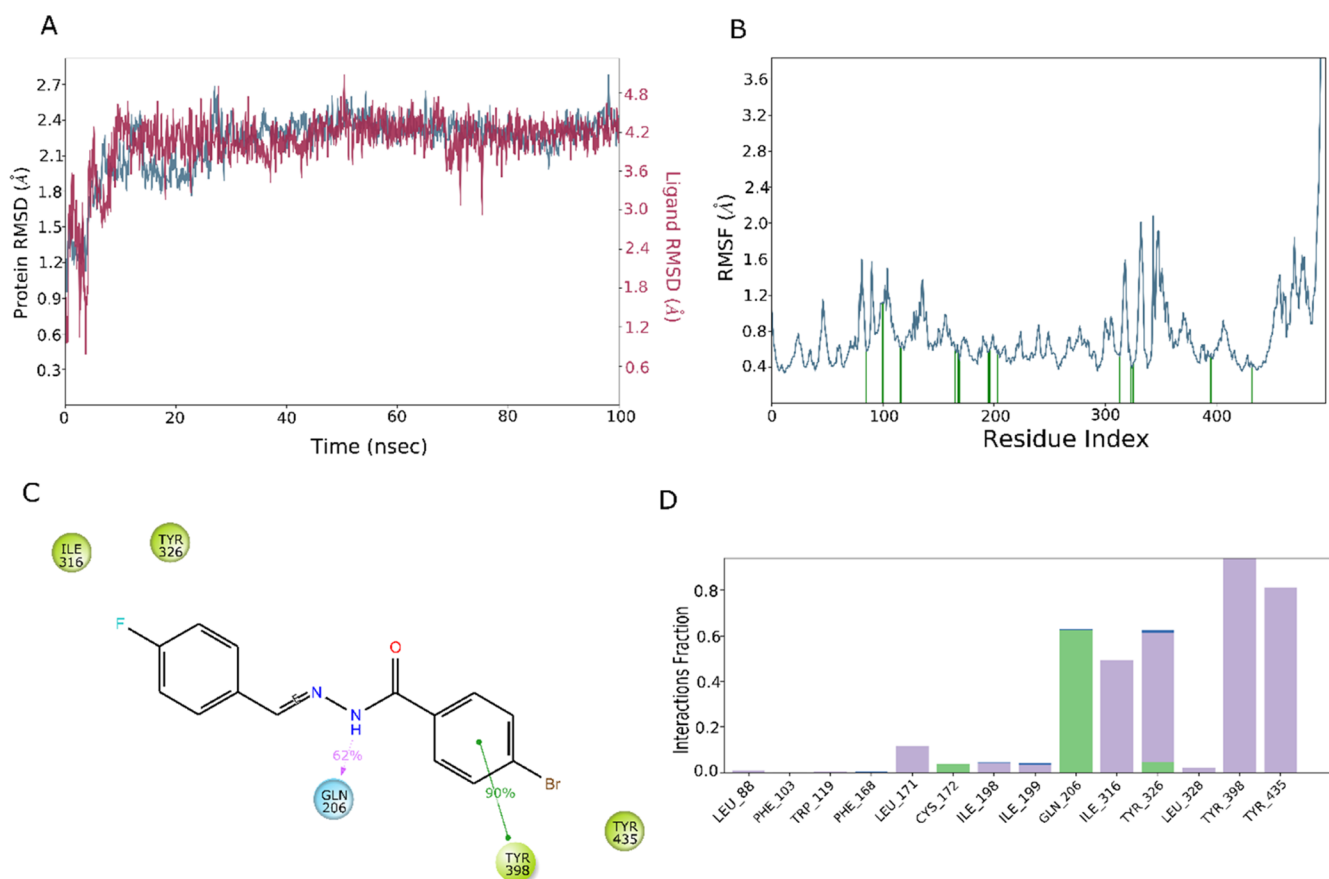 A
Protein RMSD (Å)
2.7
2.4
2.1
1.8
1.5
1.2
0.9
0.6
0.3
4.8
4.2
3.6
3.0
2.4
1.8
1.2
0.6
Ligand RMSD (Å)
0 20 40 60 80 100
Time (nsec)
B
RMSF (Å)
3.6
3.2
2.8
2.4
2.0
1.6
1.2
0.8
0.4
0 100 200 300 400
Residue Index
C
ILE
316
TYR
326
F
E
N
O
N
H
62%
GLN
206
Br
90%
TYR
398
TYR
435
D
Interactions Fraction
0.8
0.6
0.4
0.2
0.0
LEU_88 PHE_103 TRP_119 PHE_168 LEU_171 CYS_172 ILE_198 ILE_199 GLN_206 ILE_316 TYR_326 LEU_328 TYR_398 TYR_435